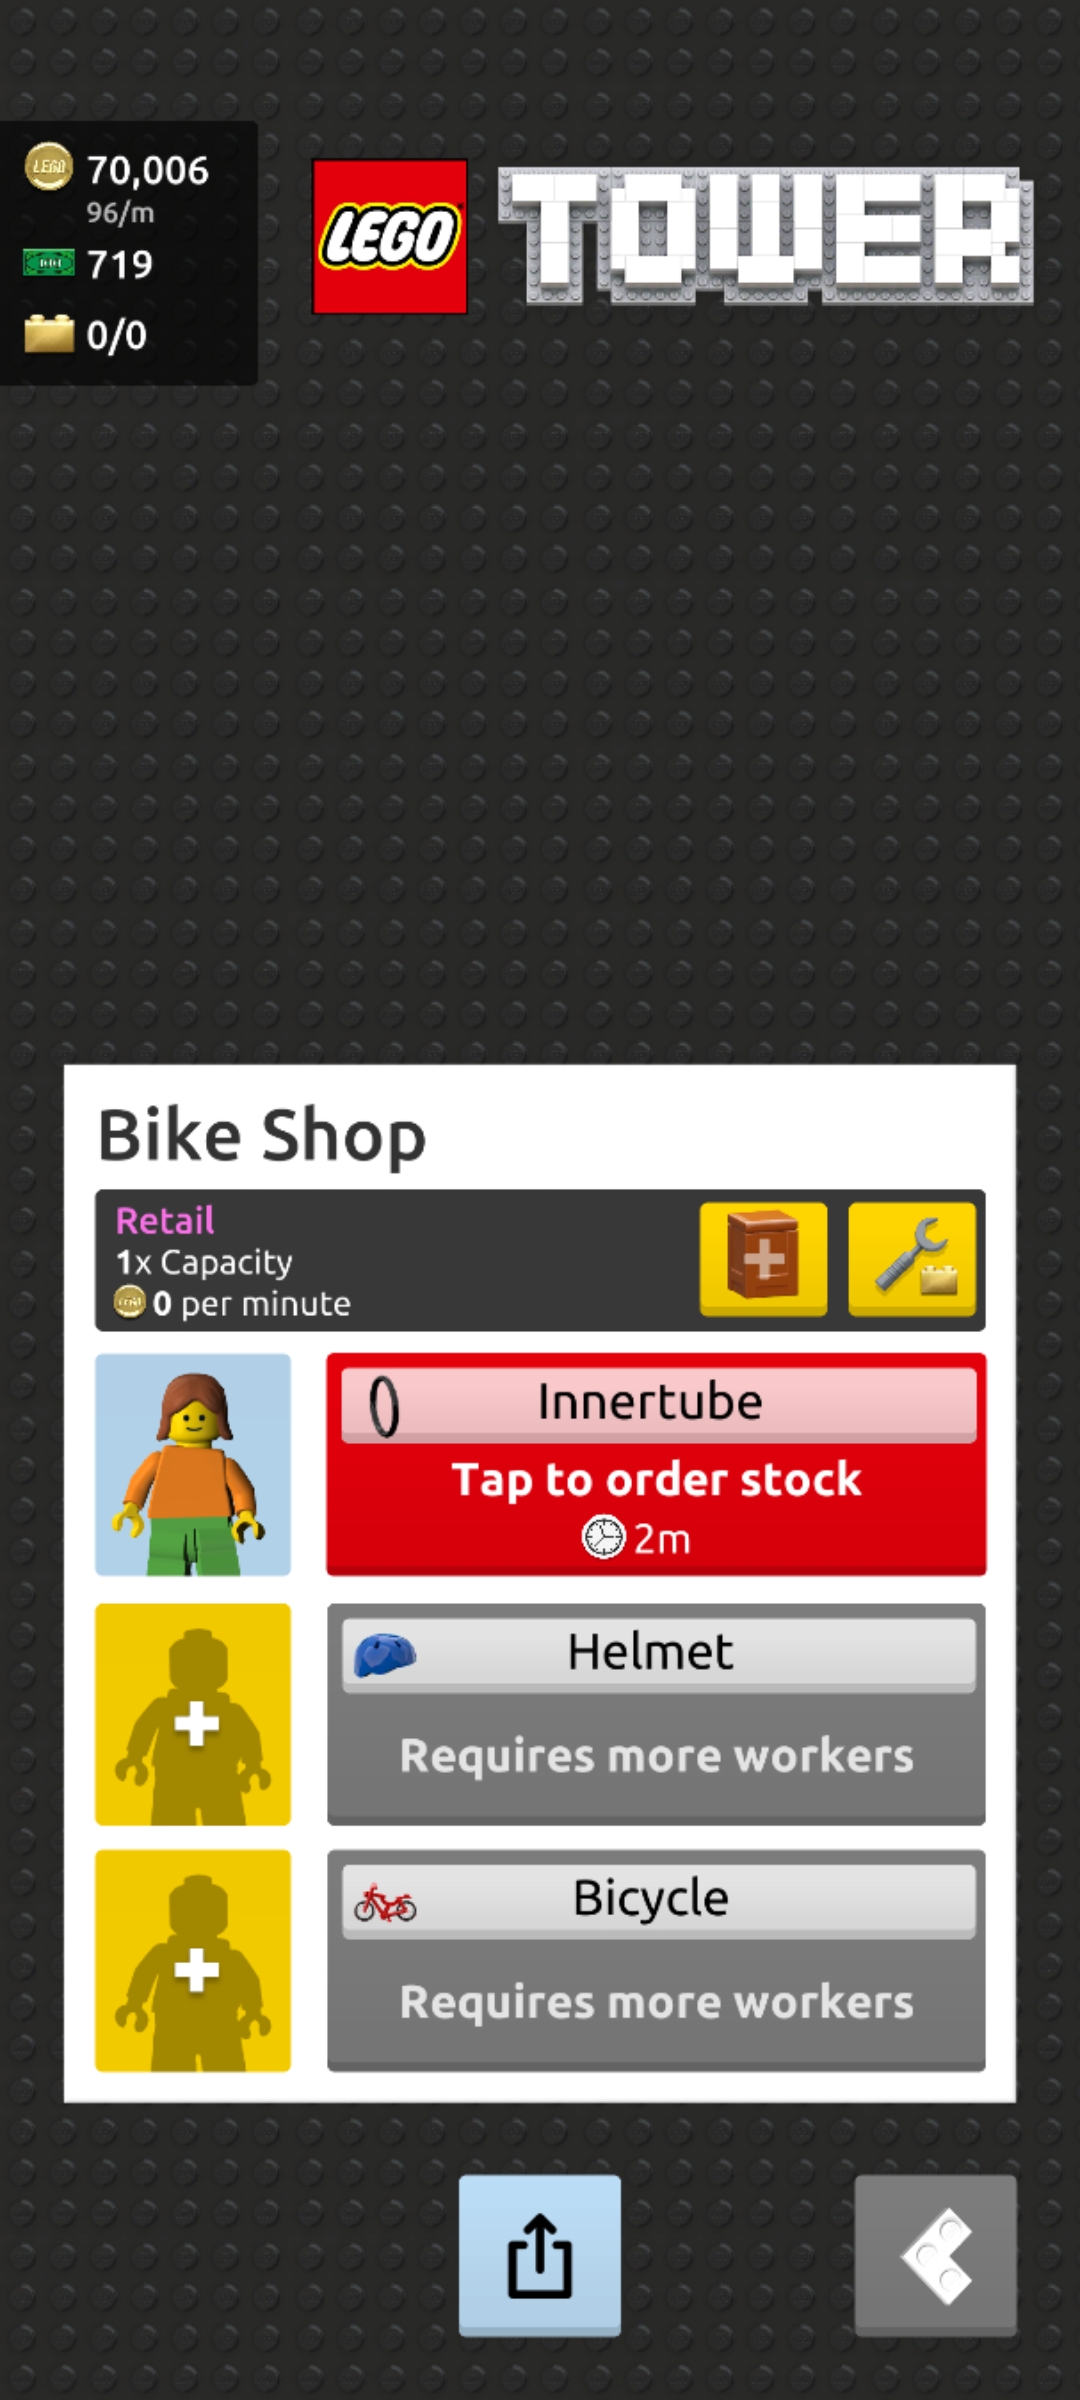 70,006
96/m
719
0/0
LEGO TOWER
Bike Shop
Retail
1x Capacity
0 per minute
Innertube
Tap to order stock
2m
Helmet
Requires more workers
Bicycle
Requires more workers